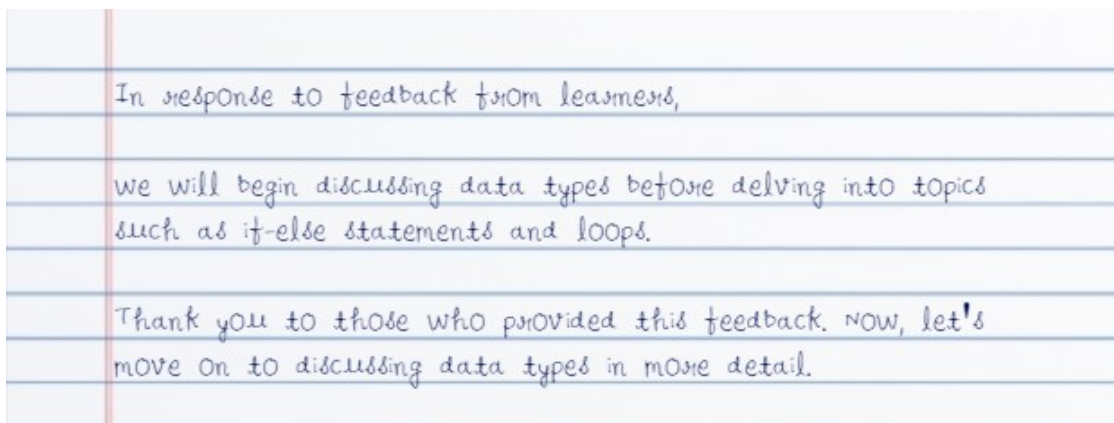 In response to feedback from learners,
we will begin discussing data types before delving into topics
such as if-else statements and loops.
Thank you to those who provided this feedback. Now, let's
move on to discussing data types in more detail.